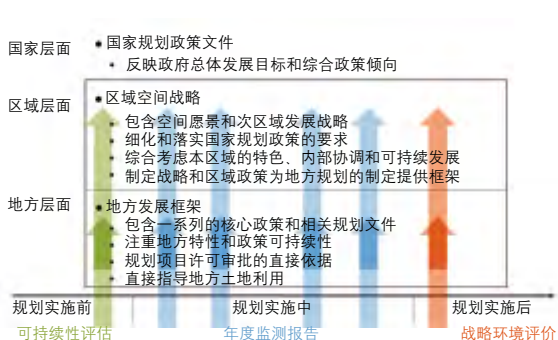 国家层面
• 国家规划政策文件
• 反映政府总体发展目标和综合政策倾向
区域层面
• 区域空间战略
• 包含空间愿景和次区域发展战略
• 细化和落实国家规划政策的要求
• 综合考虑本区域的特色、内部协调和可持续发展
• 制定战略和区域政策为地方规划的制定提供框架
地方层面
• 地方发展框架
• 包含一系列的核心政策和相关规划文件
• 注重地方特性和政策可持续性
• 规划项目许可审批的直接依据
• 直接指导地方土地利用
规划实施前 规划实施中 规划实施后
可持续性评估 年度监测报告 战略环境评价